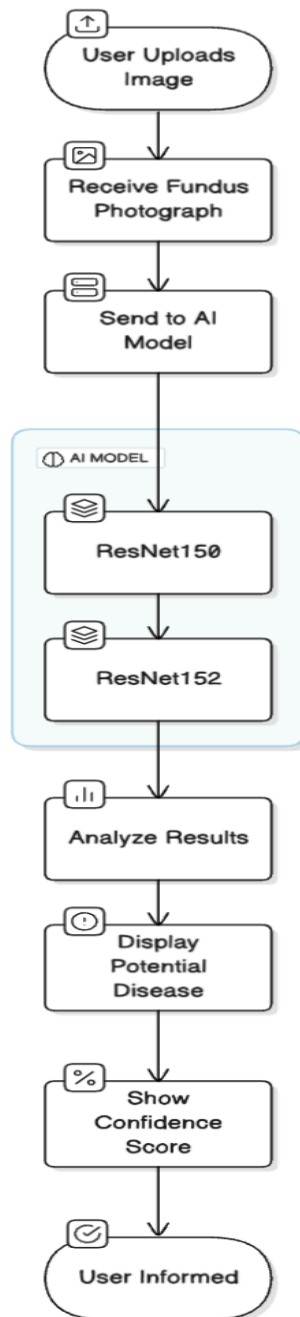 User Uploads
Image
Receive Fundus
Photograph
Send to AI
Model
AI MODEL
ResNet150
ResNet152
Analyze Results
Display
Potential
Disease
Show
Confidence
Score
User Informed